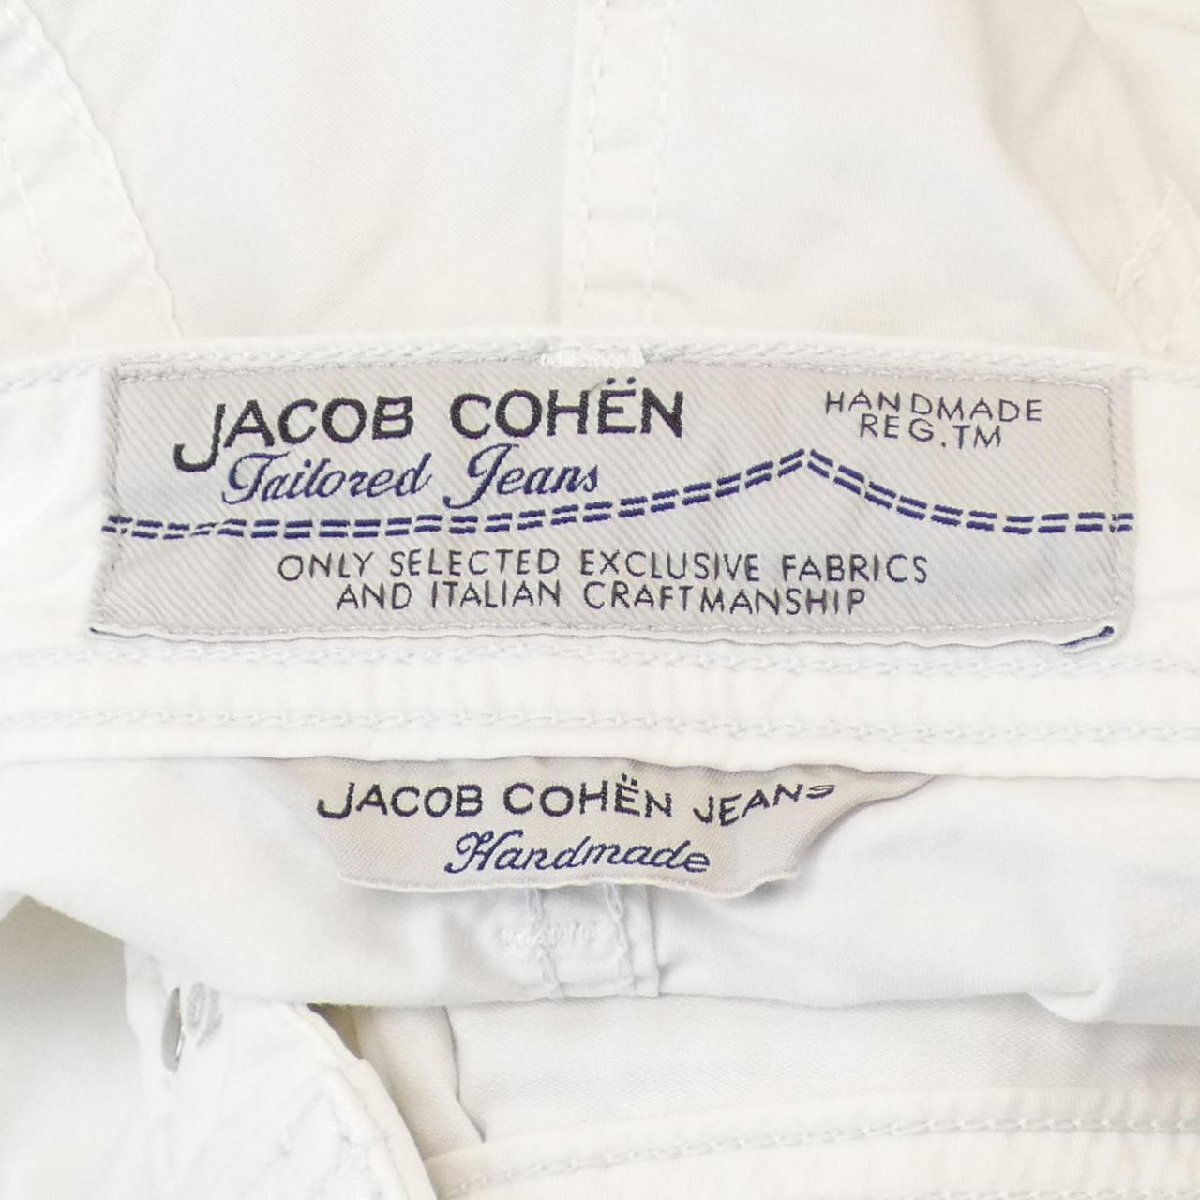 JACOB COHËN
Tailored Jeans
HANDMADE
REG.TM
ONLY SELECTED EXCLUSIVE FABRICS
AND ITALIAN CRAFTMANSHIP
JACOB COHËN JEANS
Handmade